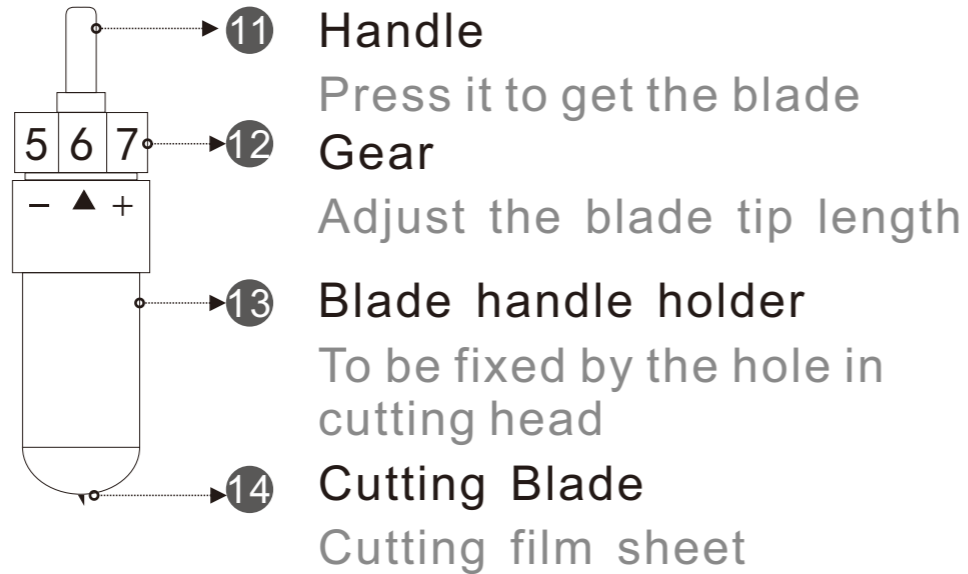 11 Handle
Press it to get the blade
5 6 7 12 Gear
Adjust the blade tip length
− ▲ +
13 Blade handle holder
To be fixed by the hole in
cutting head
14 Cutting Blade
Cutting film sheet